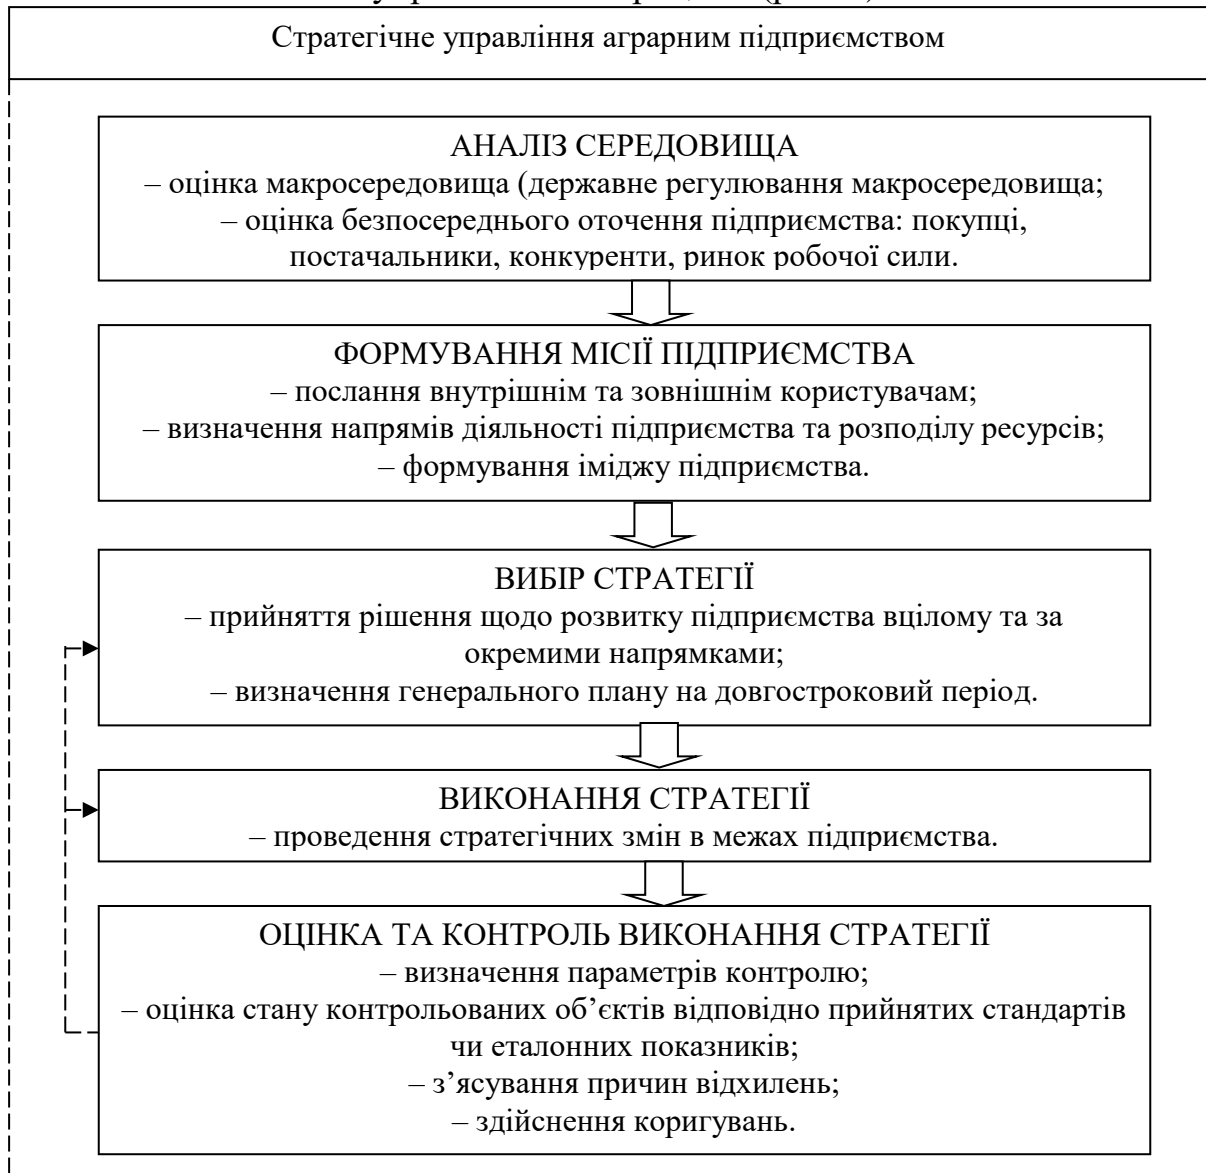 Стратегічне управління аграрним підприємством
АНАЛІЗ СЕРЕДОВИЩА
– оцінка макросередовища (державне регулювання макросередовища;
– оцінка безпосереднього оточення підприємства: покупці,
постачальники, конкуренти, ринок робочої сили.
ФОРМУВАННЯ МІСІЇ ПІДПРИЄМСТВА
– послання внутрішнім та зовнішнім користувачам;
– визначення напрямів діяльності підприємства та розподілу ресурсів;
– формування іміджу підприємства.
ВИБІР СТРАТЕГІЇ
– прийняття рішення щодо розвитку підприємства вцілому та за
окремими напрямками;
– визначення генерального плану на довгостроковий період.
ВИКОНАННЯ СТРАТЕГІЇ
– проведення стратегічних змін в межах підприємства.
ОЦІНКА ТА КОНТРОЛЬ ВИКОНАННЯ СТРАТЕГІЇ
– визначення параметрів контролю;
– оцінка стану контрольованих об’єктів відповідно прийнятих стандартів
чи еталонних показників;
– з’ясування причин відхилень;
– здійснення коригувань.